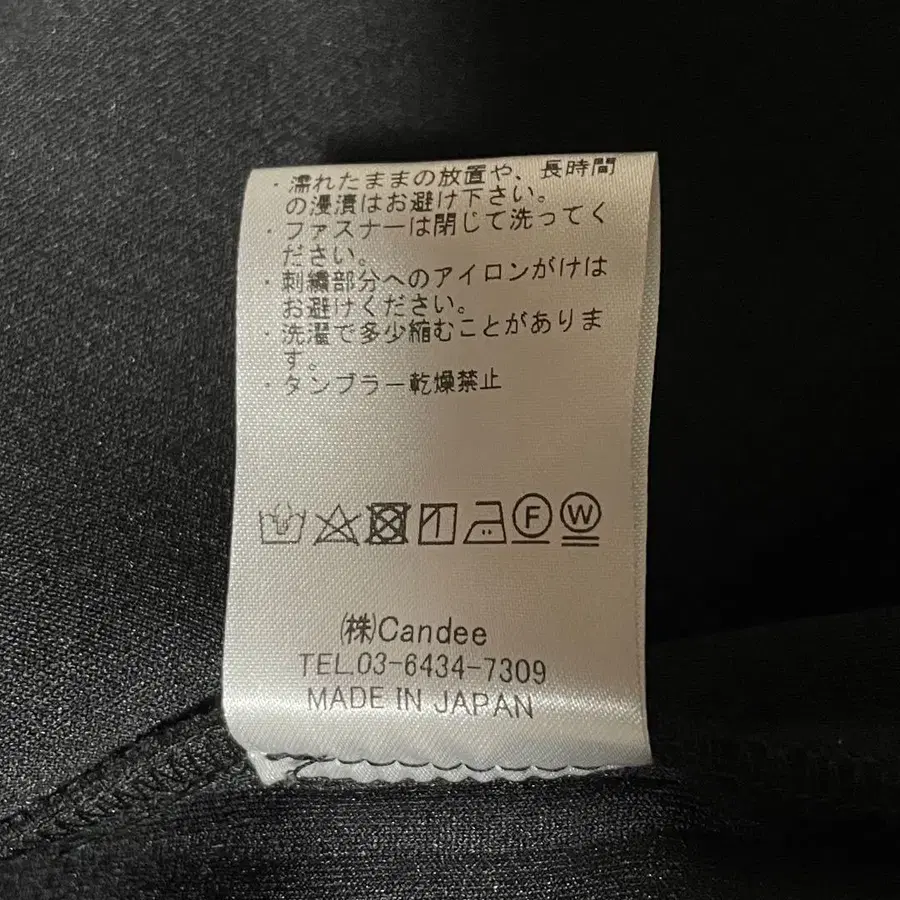 ・濡れたままの放置や、長時間
の浸漬はお避け下さい。
・ファスナーは閉じて洗ってく
ださい。
・刺繍部分へのアイロンがけは
お避けください。
・洗濯で多少縮むことがありま
す。
・タンブラー乾燥禁止
F W
㈱Candee
TEL.03-6434-7309
MADE IN JAPAN